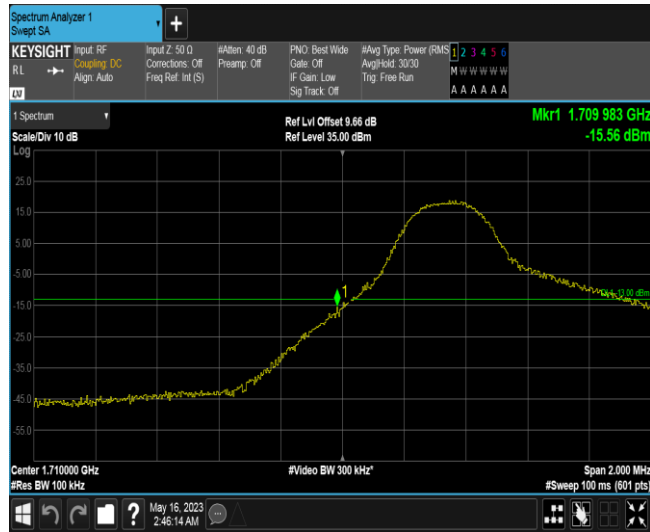 Spectrum Analyzer 1
Swept SA
KEYSIGHT
RL
LXI
Input: RF
Coupling: DC
Align: Auto
Input Z: 50 Ω
Corrections: Off
Freq Ref: Int (S)
#Atten: 40 dB
Preamp: Off
PNO: Best Wide
Gate: Off
IF Gain: Low
Sig Track: Off
#Avg Type: Power (RMS
Avg|Hold: 30/30
Trig: Free Run
1 2 3 4 5 6
M W W W W W
A A A A A A
1 Spectrum
Scale/Div 10 dB
Ref Lvl Offset 9.66 dB
Ref Level 35.00 dBm
Mkr1 1.709 983 GHz
-15.56 dBm
Log
25.0
15.0
5.00
-5.00
-15.0
-25.0
-35.0
-45.0
-55.0
1
DL1 -13.00 dBm
Center 1.710000 GHz
#Res BW 100 kHz
#Video BW 300 kHz*
Span 2.000 MHz
#Sweep 100 ms (601 pts)
?
May 16, 2023
2:46:14 AM